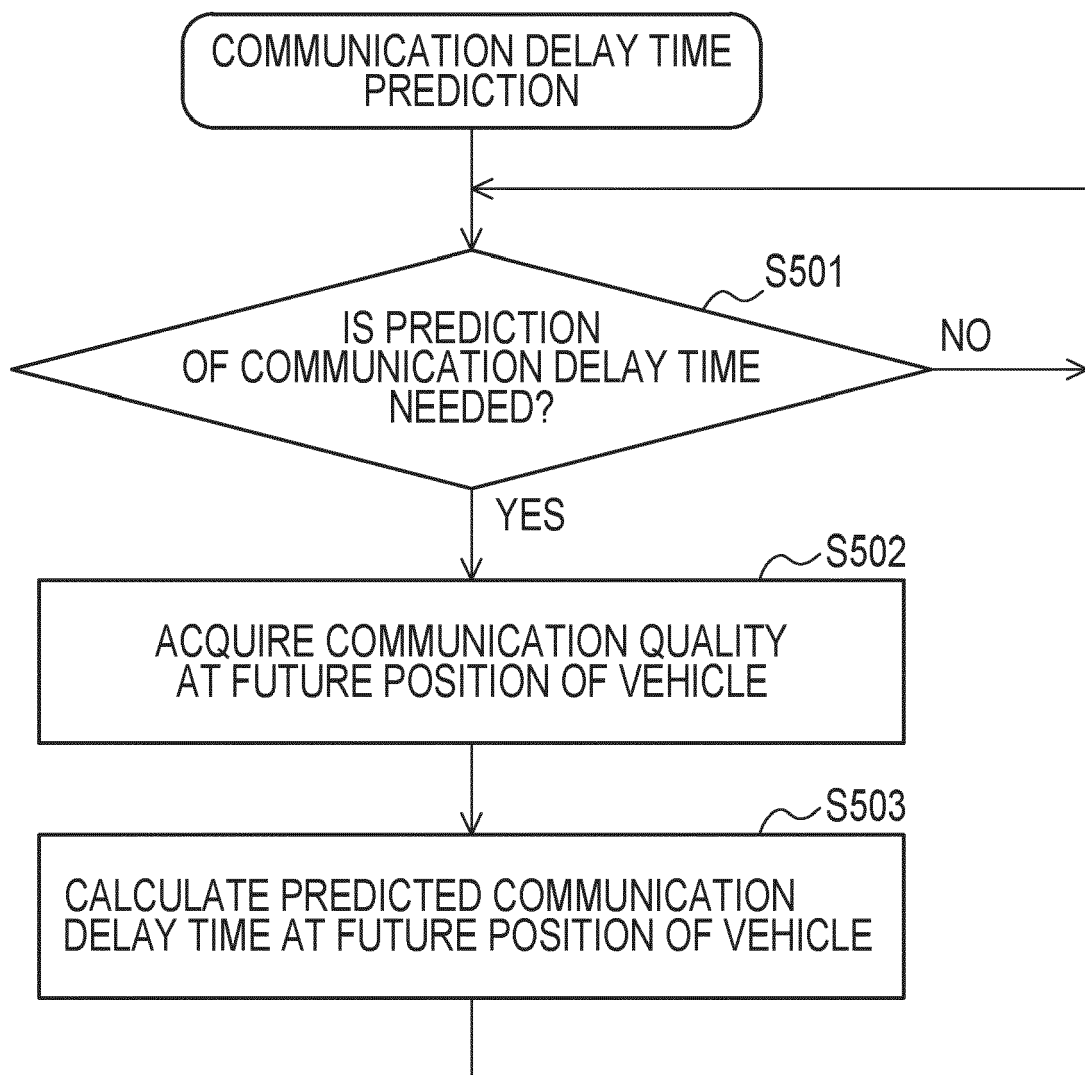 COMMUNICATION DELAY TIME
PREDICTION
S501
IS PREDICTION
OF COMMUNICATION DELAY TIME
NEEDED?
NO
YES
S502
ACQUIRE COMMUNICATION QUALITY
AT FUTURE POSITION OF VEHICLE
S503
CALCULATE PREDICTED COMMUNICATION
DELAY TIME AT FUTURE POSITION OF VEHICLE